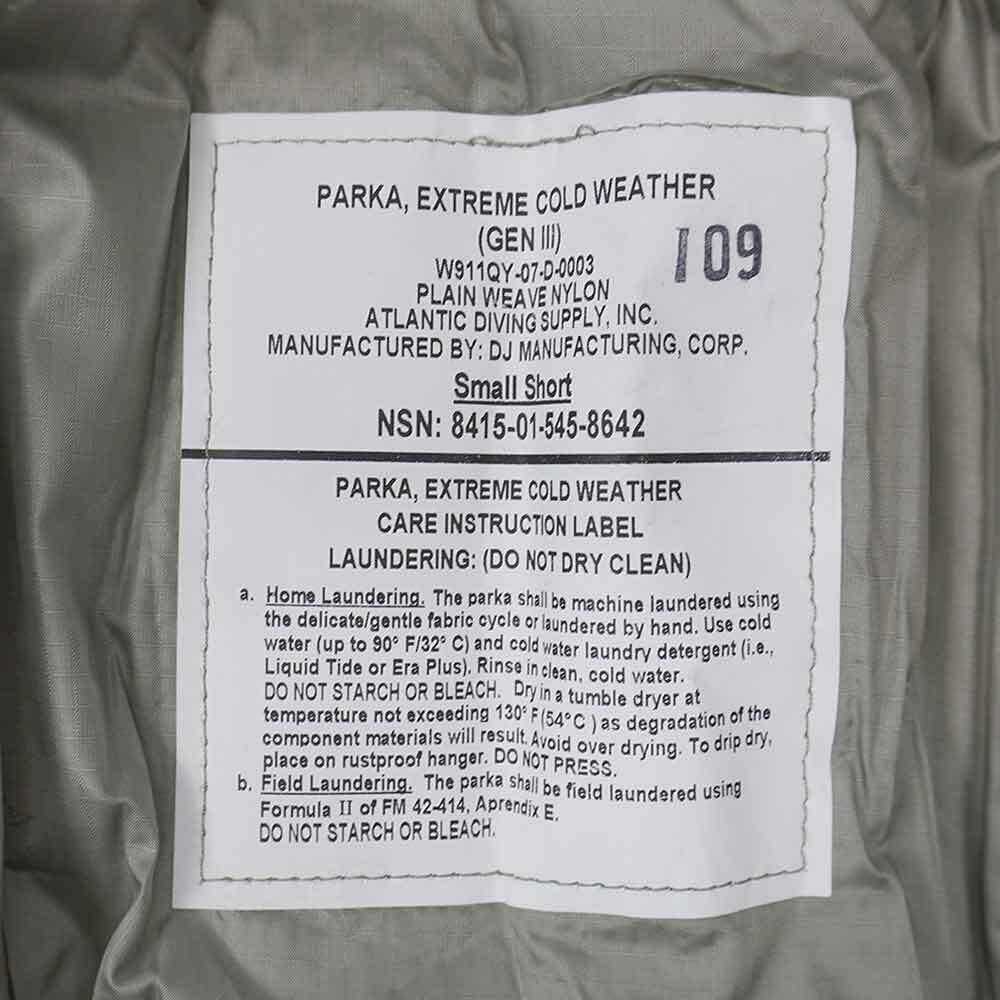 PARKA, EXTREME COLD WEATHER
(GEN III)
109
W911QY-07-D-0003
PLAIN WEAVE NYLON
ATLANTIC DIVING SUPPLY, INC.
MANUFACTURED BY: DJ MANUFACTURING, CORP.
Small Short
NSN: 8415-01-545-8642
PARKA, EXTREME COLD WEATHER
CARE INSTRUCTION LABEL
LAUNDERING: (DO NOT DRY CLEAN)
a. Home Laundering. The parka shall be machine laundered using
the delicate/gentle fabric cycle or laundered by hand. Use cold
water (up to 90° F/32° C) and cold water laundry detergent (i.e.,
Liquid Tide or Era Plus). Rinse in clean, cold water.
DO NOT STARCH OR BLEACH. Dry in a tumble dryer at
temperature not exceeding 130° F (54°C ) as degradation of the
component materials will result. Avoid over drying. To drip dry,
place on rustproof hanger. DO NOT PRESS.
b. Field Laundering. The parka shall be field laundered using
Formula II of FM 42-414, Aprendix E.
DO NOT STARCH OR BLEACH.